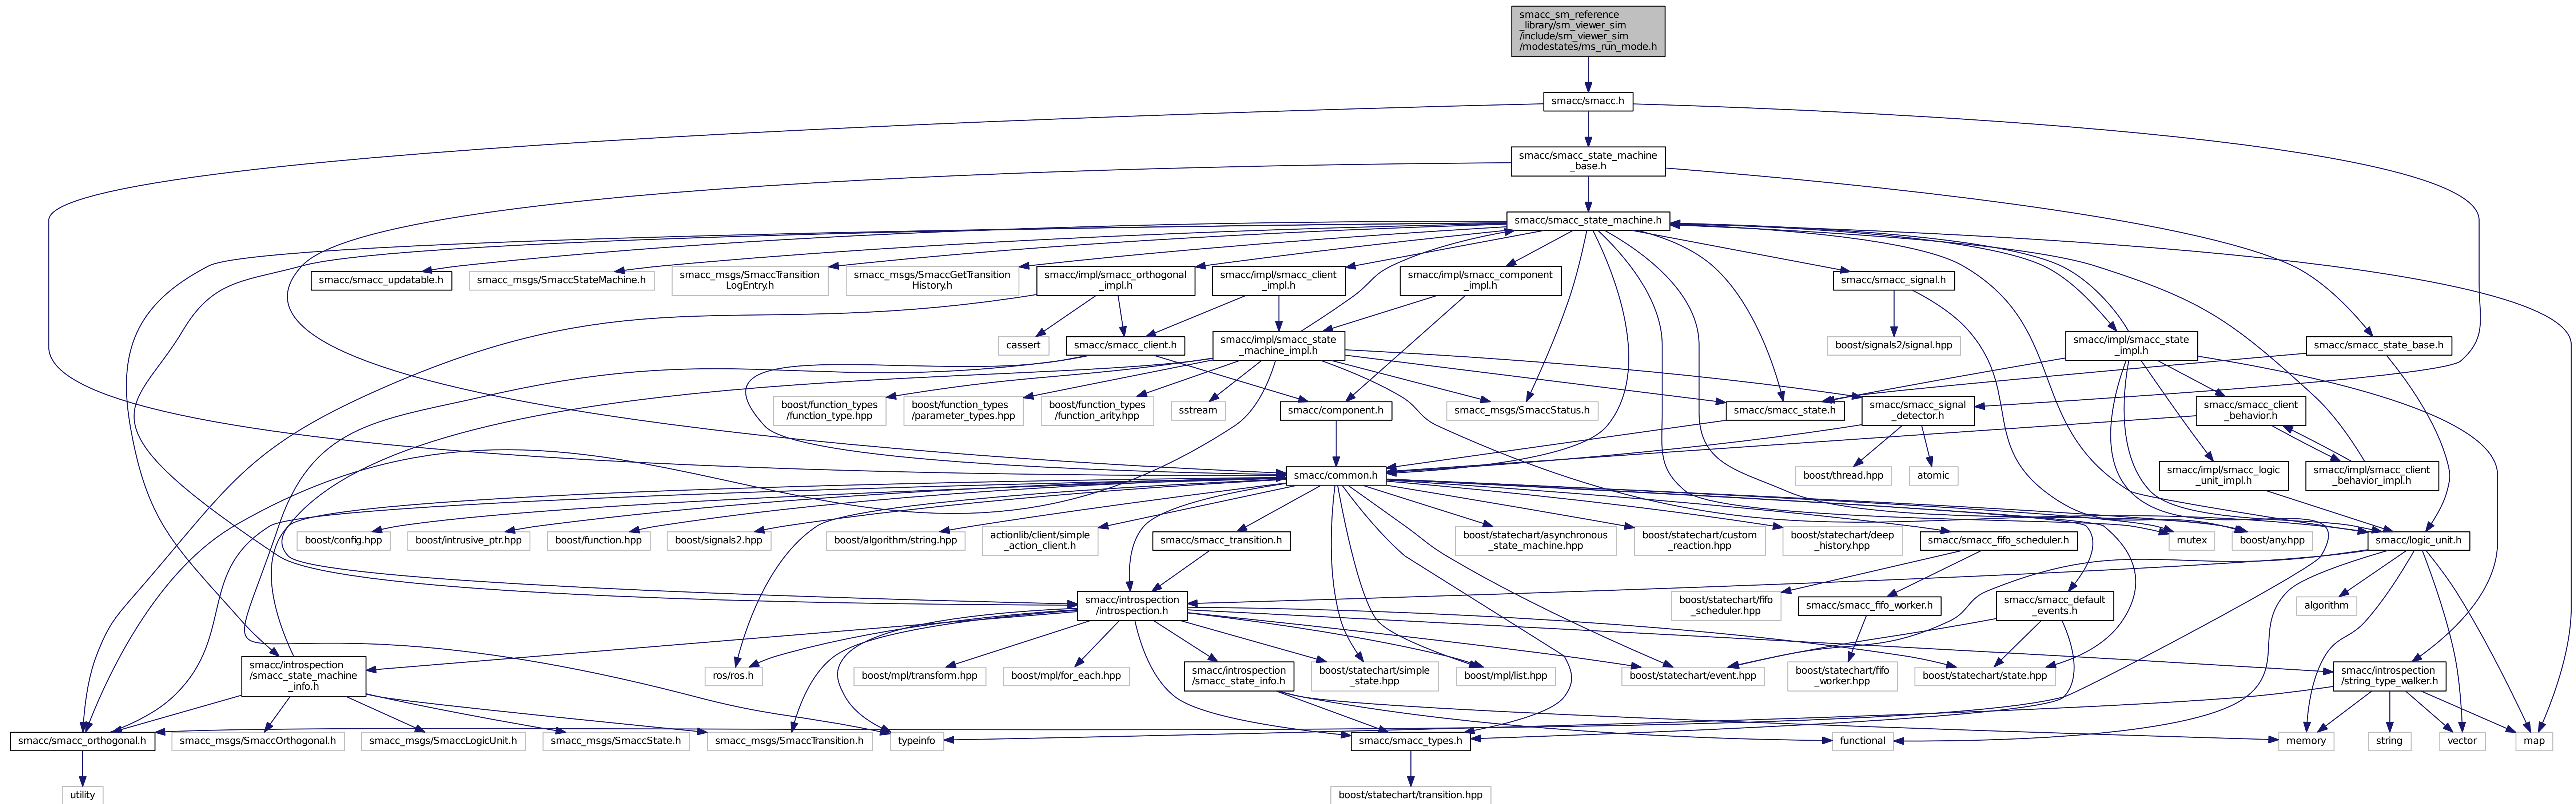 smacc_sm_reference
_library/sm_viewer_sim
/include/sm_viewer_sim
/modestates/ms_run_mode.h
smacc/smacc.h
smacc/smacc_state_machine
_base.h
smacc/smacc_state_machine.h
smacc/smacc_updatable.h
smacc_msgs/SmaccStateMachine.h
smacc_msgs/SmaccTransition
LogEntry.h
smacc_msgs/SmaccGetTransition
History.h
smacc/impl/smacc_orthogonal
_impl.h
smacc/impl/smacc_client
_impl.h
smacc/impl/smacc_component
_impl.h
smacc/smacc_signal.h
cassert
smacc/smacc_client.h
smacc/impl/smacc_state
_machine_impl.h
boost/signals2/signal.hpp
smacc/impl/smacc_state
_impl.h
smacc/smacc_state_base.h
boost/function_types
/function_type.hpp
boost/function_types
/parameter_types.hpp
boost/function_types
/function_arity.hpp
sstream
smacc/component.h
smacc_msgs/SmaccStatus.h
smacc/smacc_state.h
smacc/smacc_signal
_detector.h
smacc/smacc_client
_behavior.h
smacc/common.h
boost/thread.hpp
atomic
smacc/impl/smacc_logic
_unit_impl.h
smacc/impl/smacc_client
_behavior_impl.h
boost/config.hpp
boost/intrusive_ptr.hpp
boost/function.hpp
boost/signals2.hpp
boost/algorithm/string.hpp
actionlib/client/simple
_action_client.h
smacc/smacc_transition.h
boost/statechart/asynchronous
_state_machine.hpp
boost/statechart/custom
_reaction.hpp
boost/statechart/deep
_history.hpp
smacc/smacc_fifo_scheduler.h
mutex
boost/any.hpp
smacc/logic_unit.h
smacc/introspection
/introspection.h
boost/statechart/fifo
_scheduler.hpp
smacc/smacc_fifo_worker.h
smacc/smacc_default
_events.h
algorithm
smacc/introspection
/smacc_state_machine
_info.h
ros/ros.h
boost/mpl/transform.hpp
boost/mpl/for_each.hpp
smacc/introspection
/smacc_state_info.h
boost/statechart/simple
_state.hpp
boost/mpl/list.hpp
boost/statechart/event.hpp
boost/statechart/fifo
_worker.hpp
boost/statechart/state.hpp
smacc/introspection
/string_type_walker.h
smacc/smacc_orthogonal.h
smacc_msgs/SmaccOrthogonal.h
smacc_msgs/SmaccLogicUnit.h
smacc_msgs/SmaccState.h
smacc_msgs/SmaccTransition.h
typeinfo
smacc/smacc_types.h
functional
memory
string
vector
map
utility
boost/statechart/transition.hpp